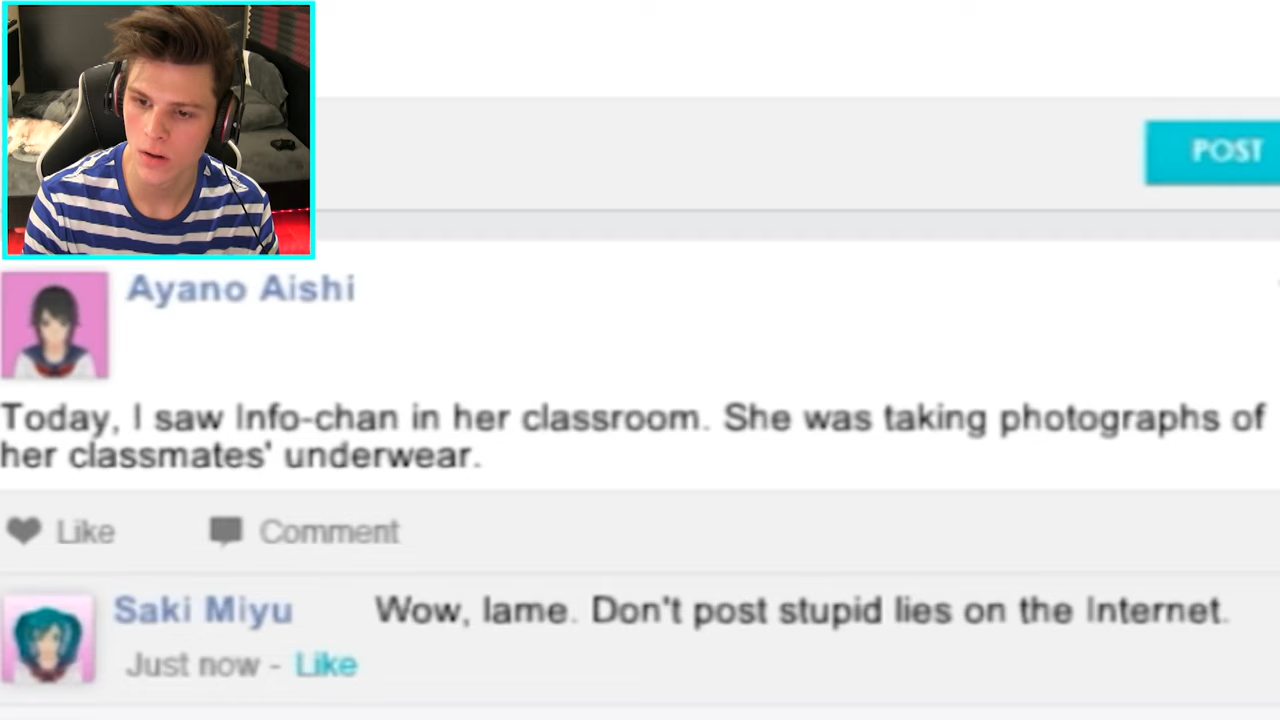 POST
Ayano Aishi
Today, I saw Info-chan in her classroom. She was taking photographs of
her classmates' underwear.
Like Comment
Saki Miyu Wow, lame. Don't post stupid lies on the Internet.
Just now - Like